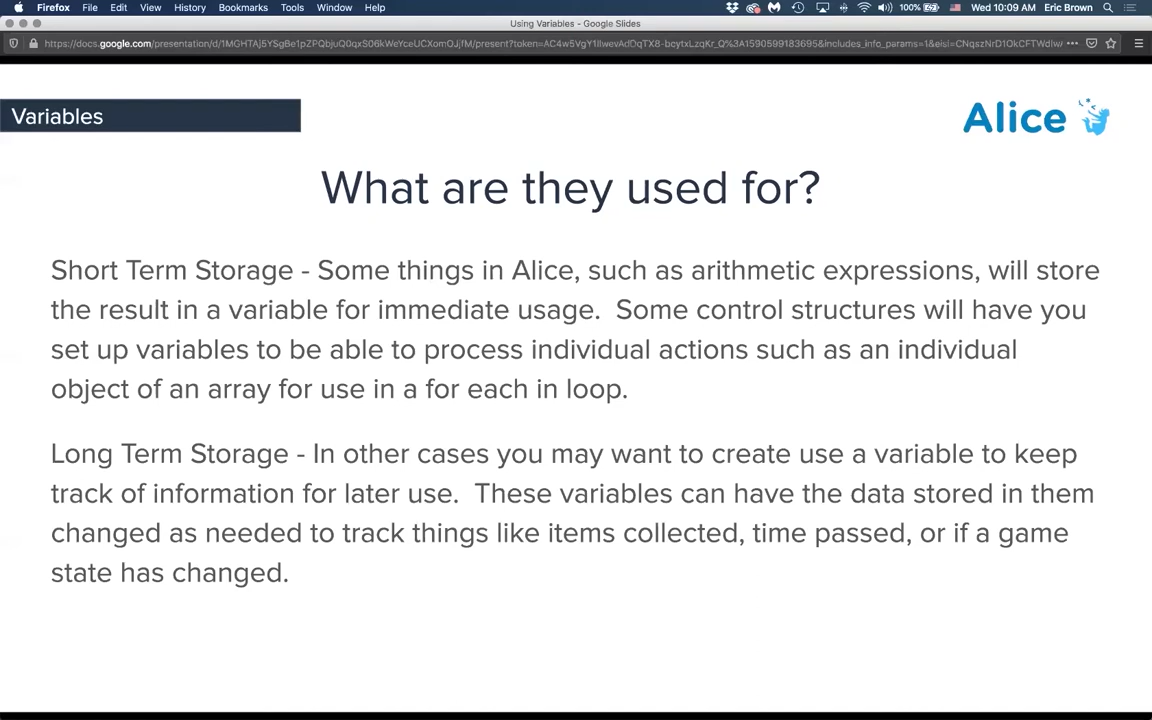 Firefox File Edit View History Bookmarks Tools Window Help 100% Wed 10:09 AM Eric Brown
Using Variables - Google Slides
Variables
Alice
What are they used for?
Short Term Storage - Some things in Alice, such as arithmetic expressions, will store
the result in a variable for immediate usage.  Some control structures will have you
set up variables to be able to process individual actions such as an individual
object of an array for use in a for each in loop.
Long Term Storage - In other cases you may want to create use a variable to keep
track of information for later use.  These variables can have the data stored in them
changed as needed to track things like items collected, time passed, or if a game
state has changed.